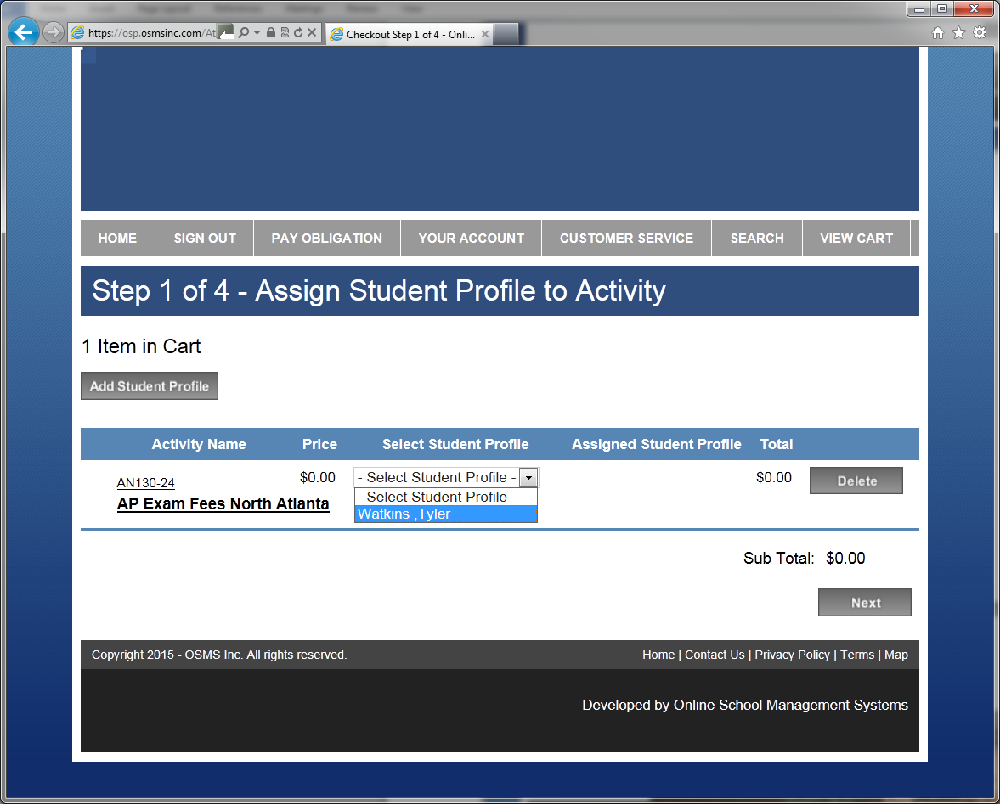 https://osp.osmsinc.com/At
Checkout Step 1 of 4 - Onli...
HOME SIGN OUT PAY OBLIGATION YOUR ACCOUNT CUSTOMER SERVICE SEARCH VIEW CART
Step 1 of 4 - Assign Student Profile to Activity
1 Item in Cart
Add Student Profile
Activity Name Price Select Student Profile Assigned Student Profile Total
AN130-24 $0.00 - Select Student Profile - $0.00 Delete
AP Exam Fees North Atlanta
- Select Student Profile -
Watkins ,Tyler
Sub Total: $0.00
Next
Copyright 2015 - OSMS Inc. All rights reserved. Home | Contact Us | Privacy Policy | Terms | Map
Developed by Online School Management Systems